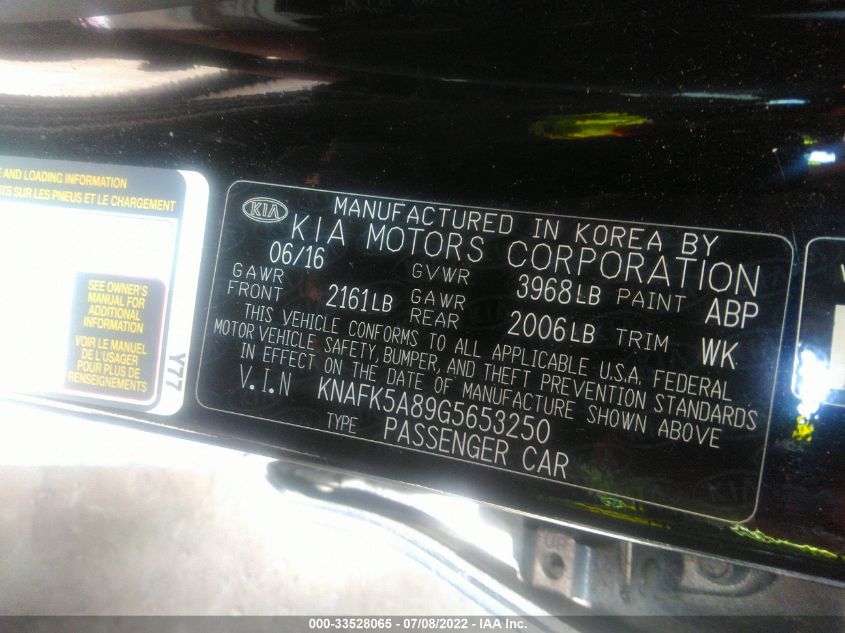 E AND LOADING INFORMATION
TS SUR LES PNEUS ET LE CHARGEMENT
SEE OWNER'S
MANUAL FOR
ADDITIONAL
INFORMATION
VOIR LE MANUEL
DE L'USAGER
POUR PLUS DE
RENSEIGNEMENTS
Y77
KIA
MANUFACTURED IN KOREA BY
KIA MOTORS CORPORATION
06/16 GVWR 3968LB PAINT ABP
GAWR FRONT 2161LB GAWR REAR 2006LB TRIM WK
THIS VEHICLE CONFORMS TO ALL APPLICABLE U.S.A. FEDERAL
MOTOR VEHICLE SAFETY, BUMPER, AND THEFT PREVENTION STANDARDS
IN EFFECT ON THE DATE OF MANUFACTURE SHOWN ABOVE
V.I.N KNAFK5A89G5653250
TYPE PASSENGER CAR
KIA
000-33528065 - 07/08/2022 - IAA Inc.